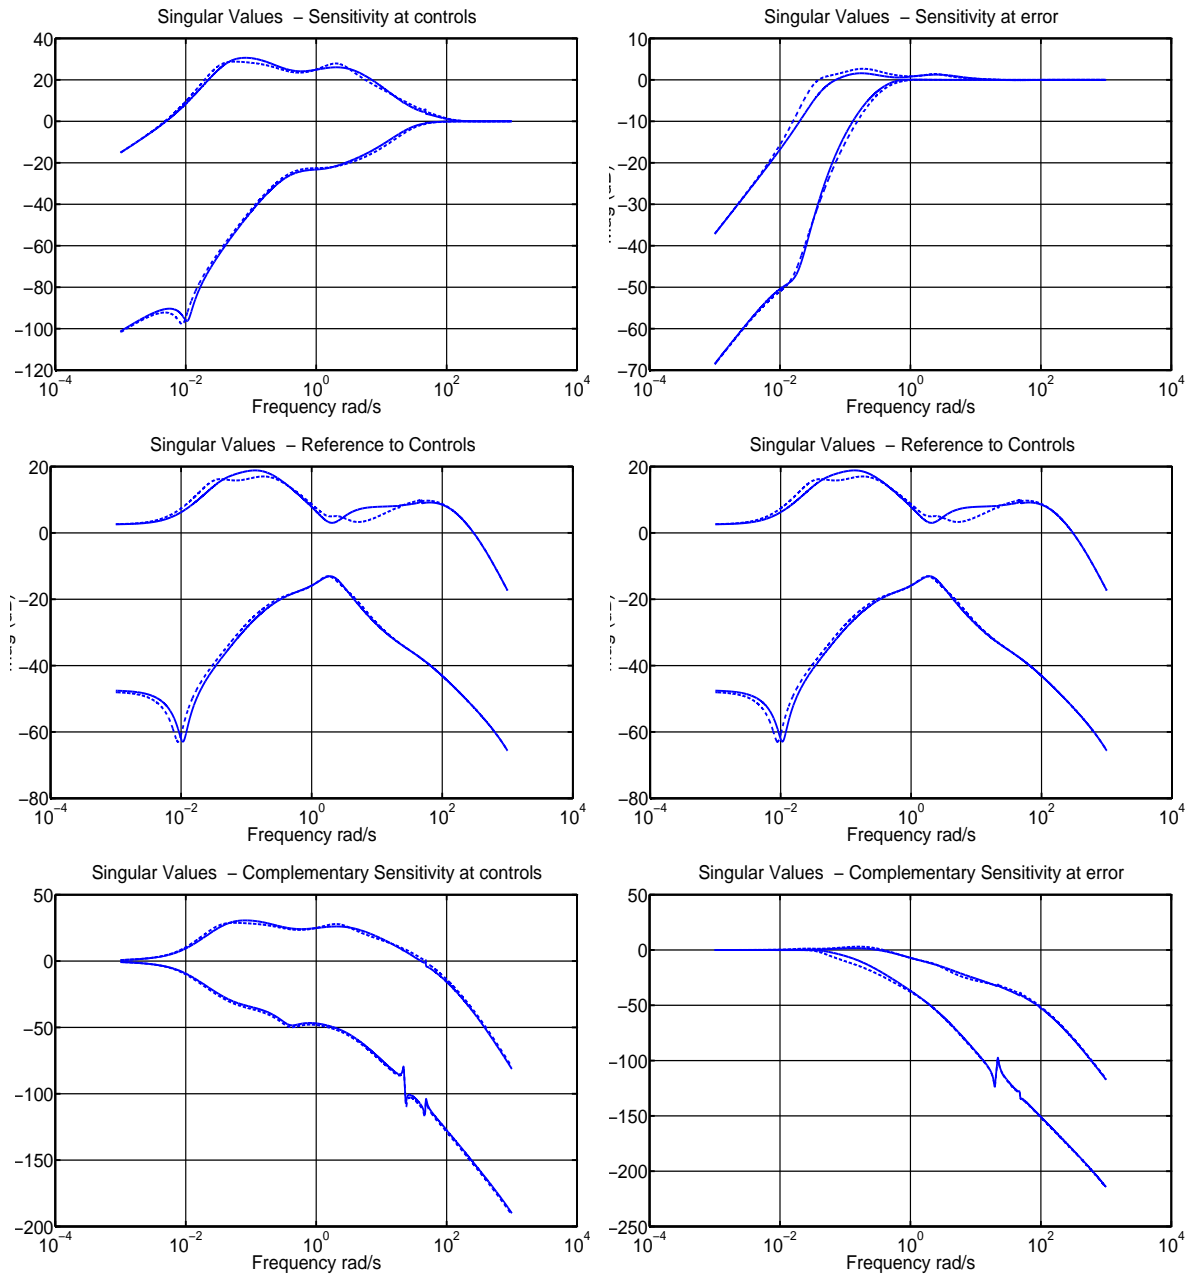 Singular Values − Sensitivity at controls
40
20
0
−20
−40
−60
−80
−100
−120
10−4 10−2 100 102 104
Frequency rad/s
Singular Values − Sensitivity at error
10
0
−10
−20
−30
−40
−50
−60
−70
10−4 10−2 100 102 104
Frequency rad/s
Singular Values − Reference to Controls
20
0
−20
−40
−60
−80
10−4 10−2 100 102 104
Frequency rad/s
Singular Values − Reference to Controls
20
0
−20
−40
−60
−80
10−4 10−2 100 102 104
Frequency rad/s
Singular Values − Complementary Sensitivity at controls
50
0
−50
−100
−150
−200
10−4 10−2 100 102 104
Frequency rad/s
Singular Values − Complementary Sensitivity at error
50
0
−50
−100
−150
−200
−250
10−4 10−2 100 102 104
Frequency rad/s